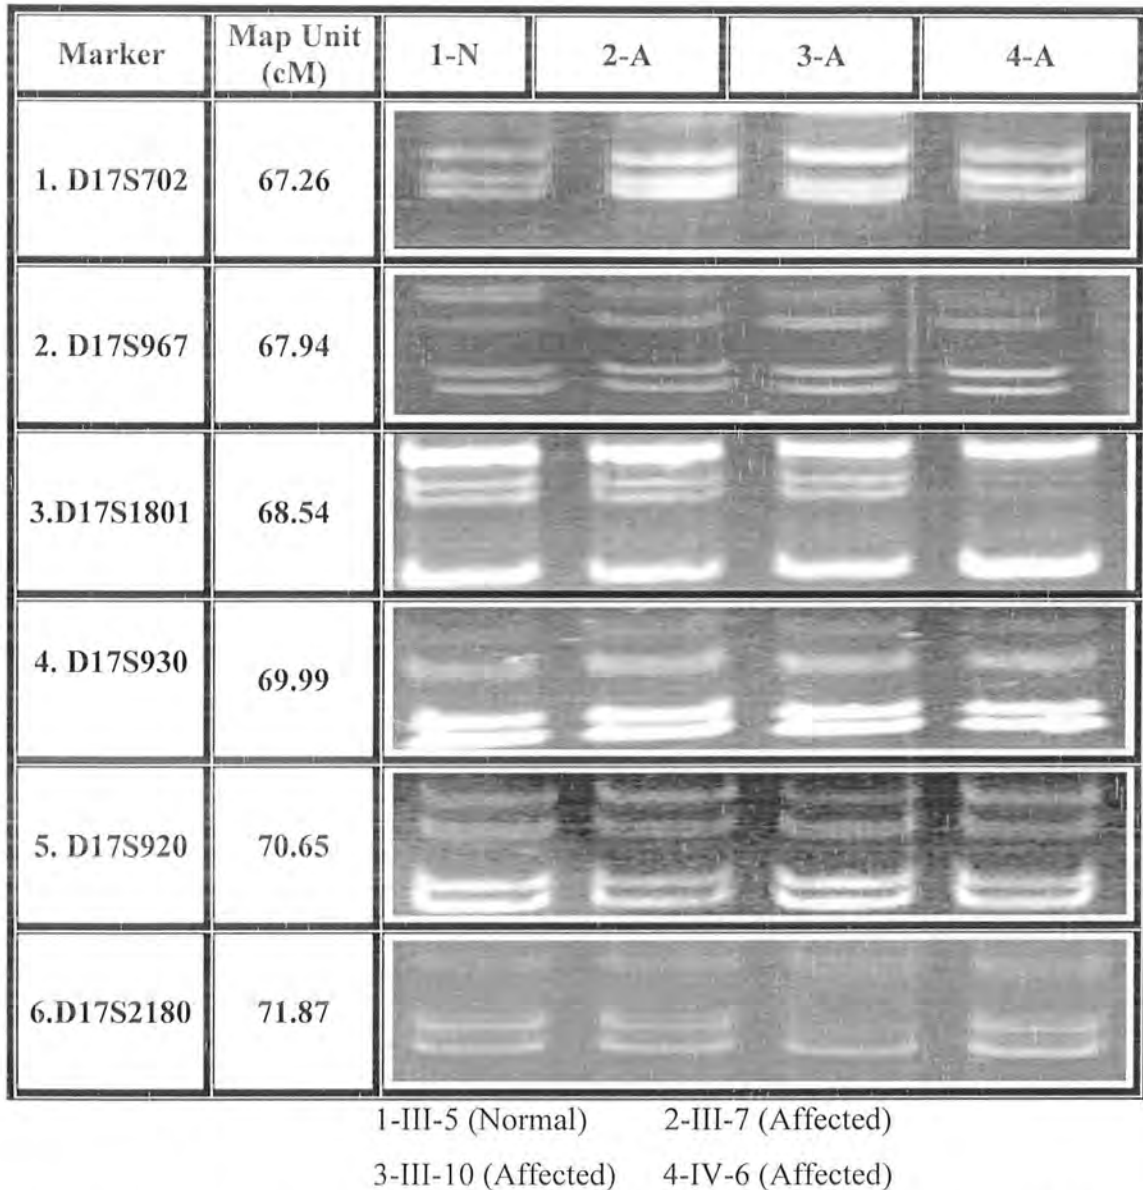 Marker Map Unit (cM) 1-N 2-A 3-A 4-A
1. D17S702 67.26
2. D17S967 67.94
3.D17S1801 68.54
4. D17S930 69.99
5. D17S920 70.65
6.D17S2180 71.87
1-III-5 (Normal) 2-III-7 (Affected)
3-III-10 (Affected) 4-IV-6 (Affected)